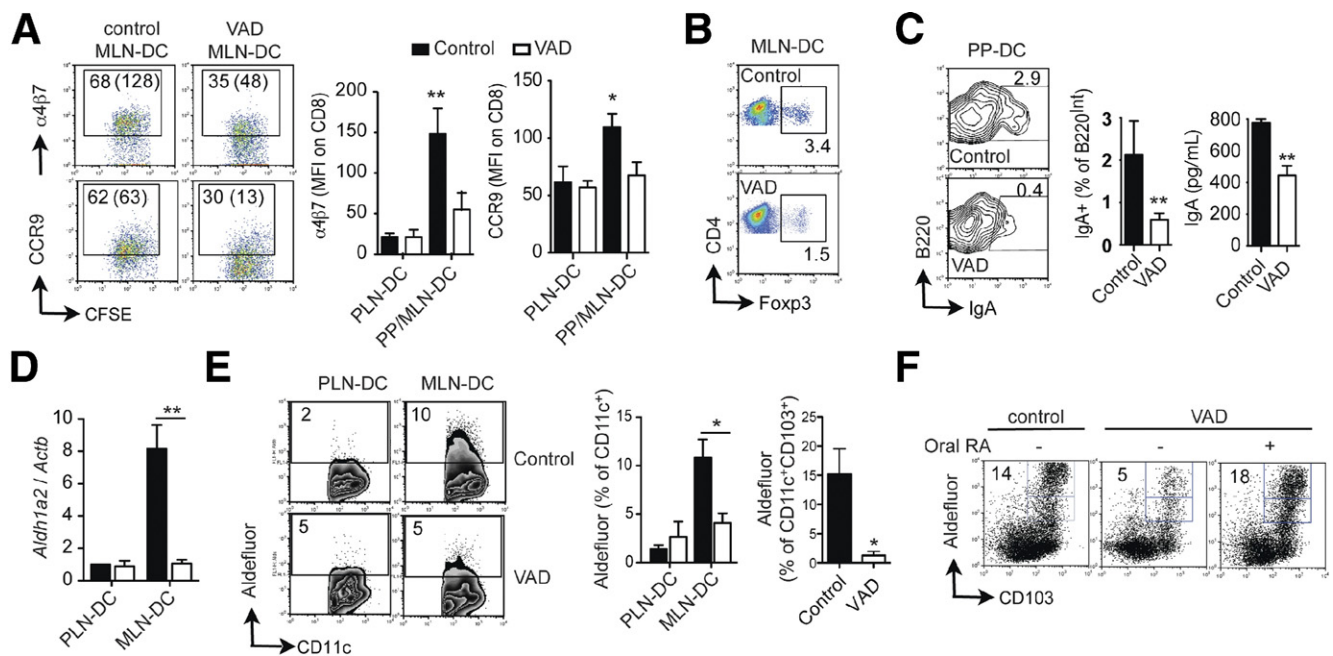 A
control
MLN-DC
VAD
MLN-DC
68 (128)
35 (48)
α4β7
62 (63)
30 (13)
CCR9
CFSE
Control
VAD
α4β7 (MFI on CD8)
200
150
100
50
0
**
PLN-DC
PP/MLN-DC
CCR9 (MFI on CD8)
150
100
50
0
*
PLN-DC
PP/MLN-DC
B
MLN-DC
Control
3.4
VAD
1.5
CD4
Foxp3
C
PP-DC
2.9
Control
0.4
VAD
B220
IgA
IgA+ (% of B220Int)
3
2
1
0
**
Control
VAD
IgA (pg/mL)
800
600
400
200
0
**
Control
VAD
D
Aldh1a2 / Actb
10
8
6
4
2
0
**
PLN-DC
MLN-DC
E
PLN-DC
MLN-DC
2
10
Control
5
5
VAD
Aldefluor
CD11c
Aldefluor (% of CD11c+)
15
10
5
0
*
PLN-DC
MLN-DC
Aldefluor
(% of CD11c+CD103+)
25
20
15
10
5
0
*
Control
VAD
F
control
VAD
Oral RA
-
-
+
14
5
18
Aldefluor
CD103